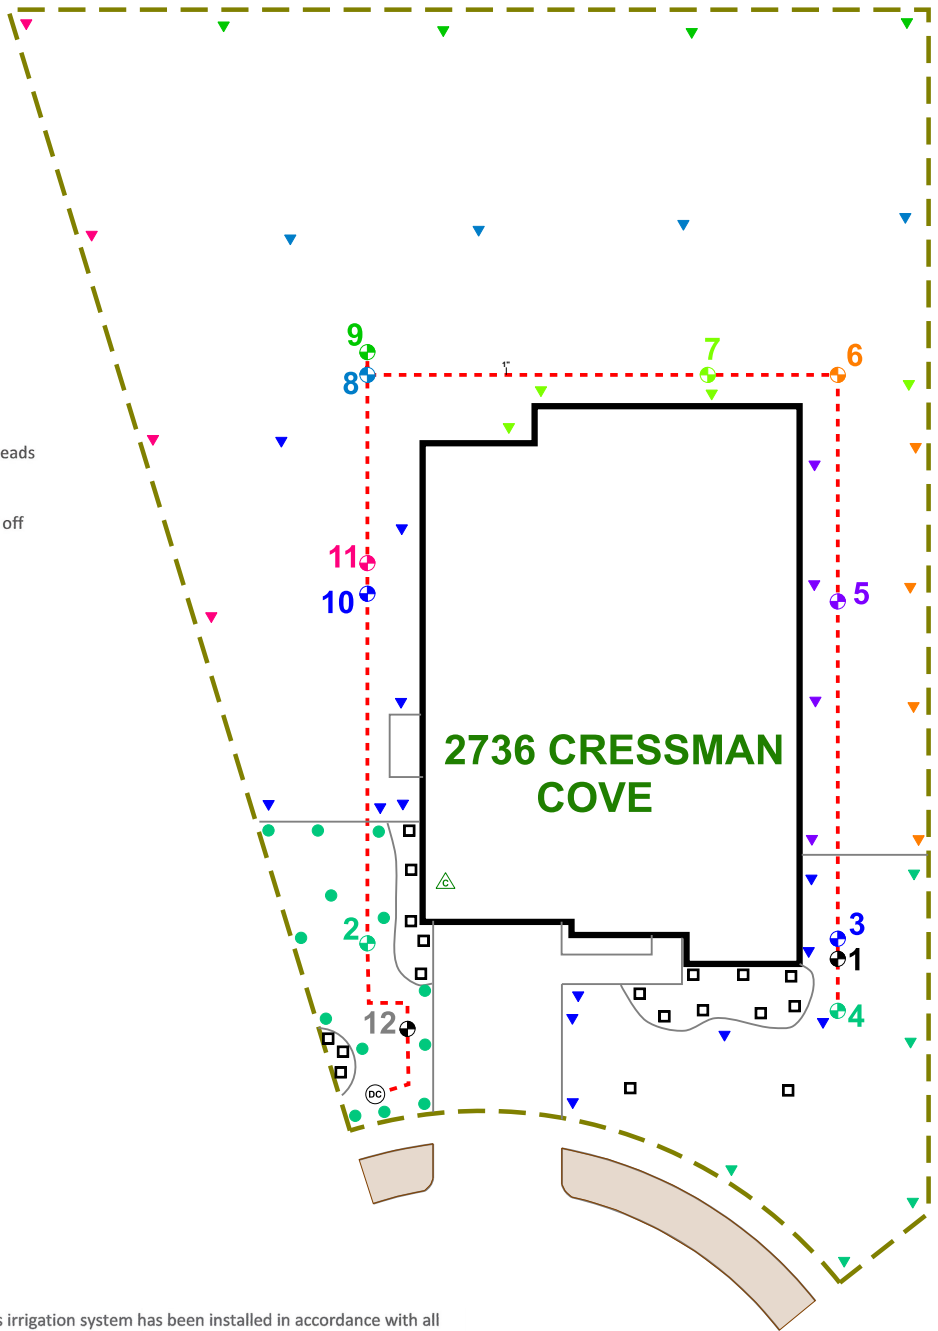 9
8
1"
7
6
eads
off
11
10
5
2736 CRESSMAN
COVE
C
2
3
1
12
4
DC
s irrigation system has been installed in accordance with all